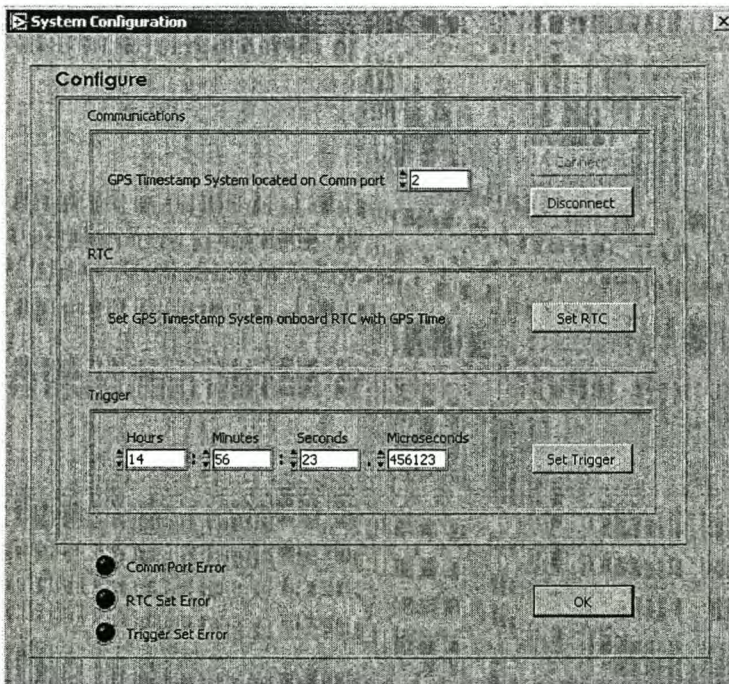 System Configuration
Configure
Communications
GPS Timestamp System located on Comm port 2
Connect
Disconnect
RTC
Set GPS Timestamp System onboard RTC with GPS Time
Set RTC
Trigger
Hours Minutes Seconds Microseconds
14 : 56 : 23 . 456123
Set Trigger
Comm Port Error
RTC Set Error
OK
Trigger Set Error